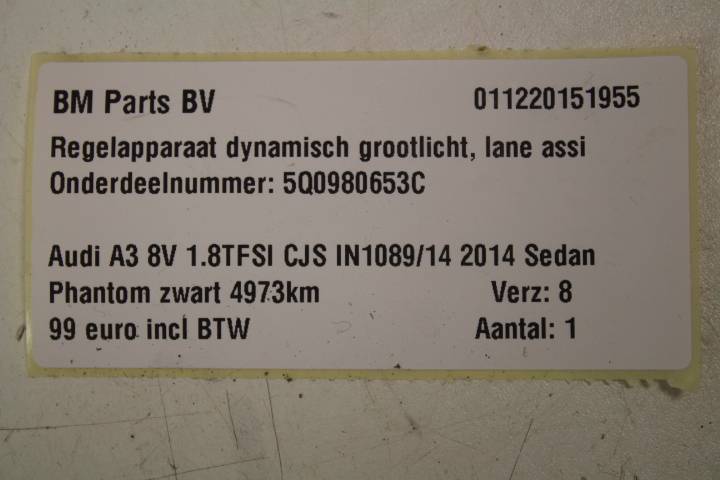 BM Parts BV 011220151955
Regelapparaat dynamisch grootlicht, lane assi
Onderdeelnummer: 5Q0980653C
Audi A3 8V 1.8TFSI CJS IN1089/14 2014 Sedan
Phantom zwart 4973km Verz: 8
99 euro incl BTW Aantal: 1